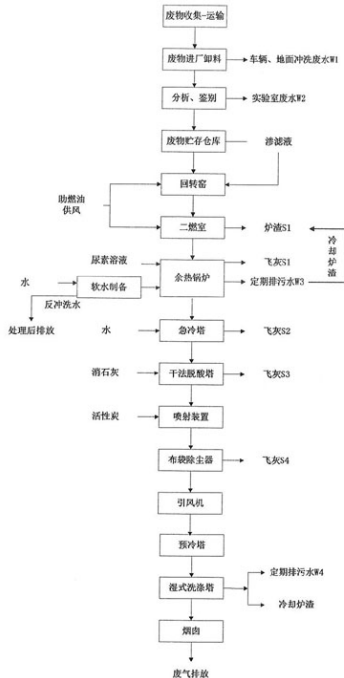 废物收集-运输
废物进厂卸料
车辆、地面冲洗废水W1
分析、鉴别
实验室废水W2
废物贮存仓库
渗滤液
回转窑
助燃油
供风
二燃室
炉渣S1
冷却炉渣
尿素溶液
飞灰S1
水
软水制备
余热锅炉
定期排污水W3
反冲洗水
处理后排放
水
急冷塔
飞灰S2
消石灰
干法脱酸塔
飞灰S3
活性炭
喷射装置
布袋除尘器
飞灰S4
引风机
预冷塔
定期排污水W4
湿式洗涤塔
冷却炉渣
烟囱
废气排放